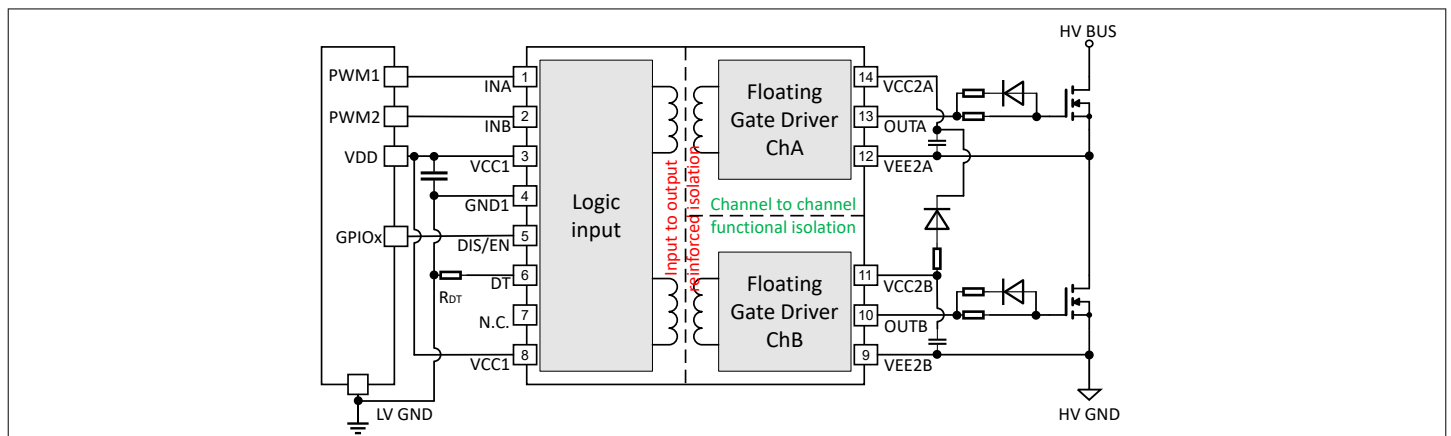 HV BUS
PWM1
PWM2
VDD
GPIOx
LV GND
1
INA
2
INB
3
VCC1
4
GND1
5
DIS/EN
6
DT
RDT
7
N.C.
8
VCC1
Logic
input
Input to output
reinforced isolation
Floating
Gate Driver
ChA
Channel to channel
functional isolation
Floating
Gate Driver
ChB
14
VCC2A
13
OUTA
12
VEE2A
11
VCC2B
10
OUTB
9
VEE2B
HV GND